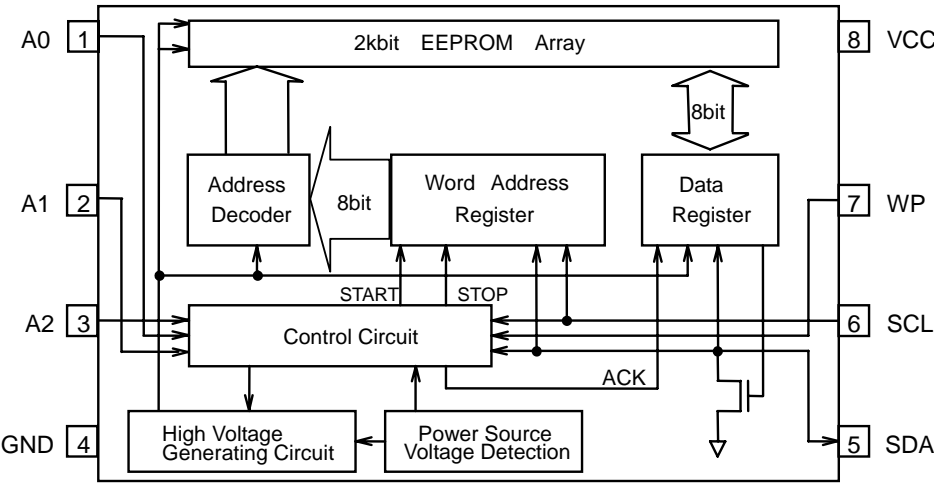 A0 1
2kbit EEPROM Array
8 VCC
8bit
A1 2
Address
Decoder
8bit
Word Address
Register
Data
Register
7 WP
START STOP
A2 3
Control Circuit
6 SCL
ACK
GND 4
High Voltage
Generating Circuit
Power Source
Voltage Detection
5 SDA